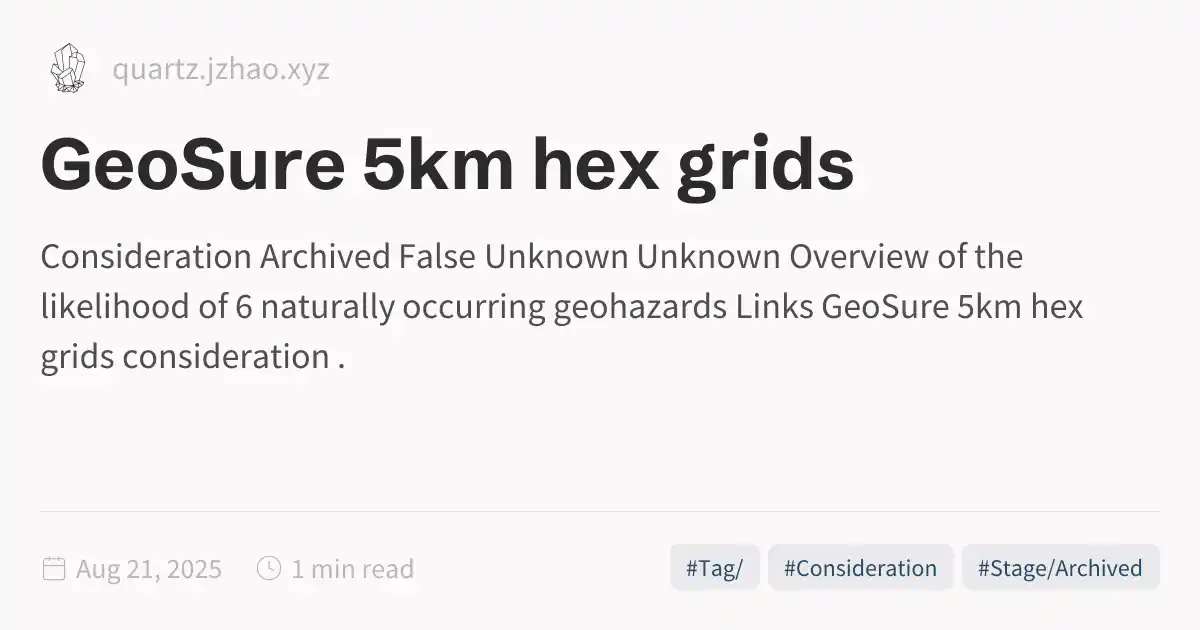 quartz.jzhao.xyz
GeoSure 5km hex grids
Consideration Archived False Unknown Unknown Overview of the
likelihood of 6 naturally occurring geohazards Links GeoSure 5km hex
grids consideration .
Aug 21, 2025 1 min read #Tag/ #Consideration #Stage/Archived